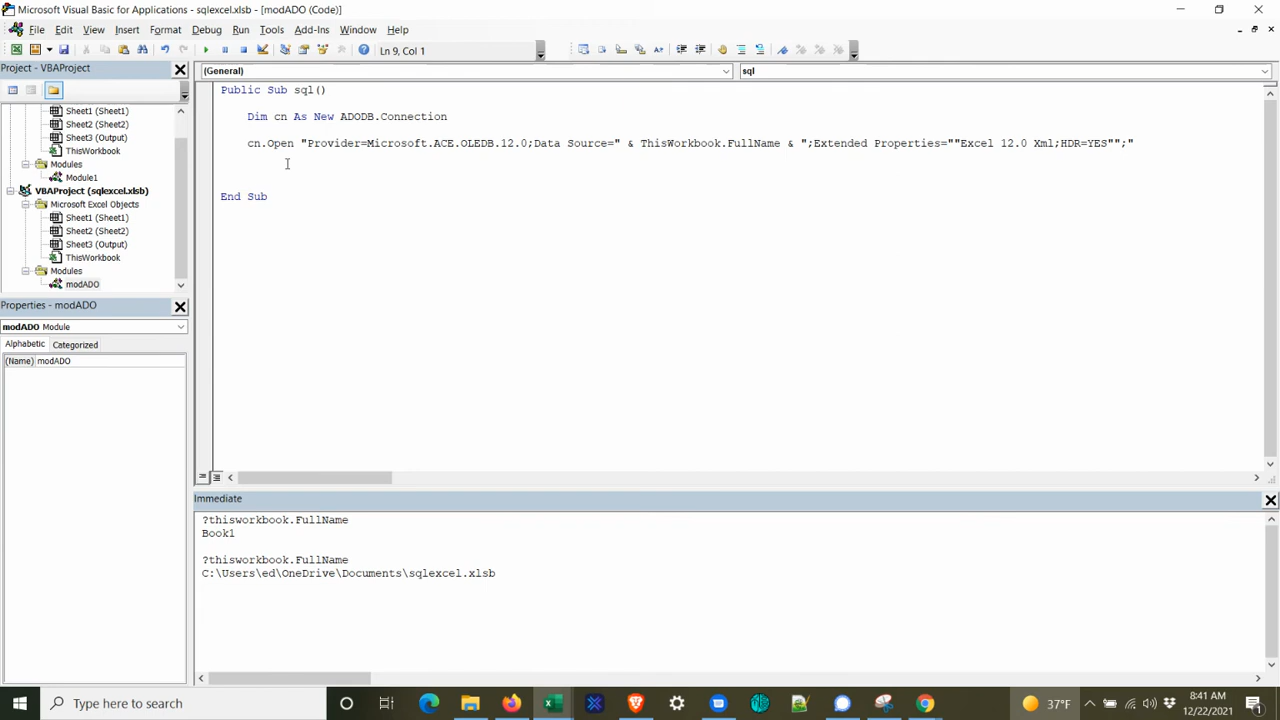 Microsoft Visual Basic for Applications - sqlexcel.xlsb - [modADO (Code)]
File Edit View Insert Format Debug Run Tools Add-Ins Window Help
Ln 9, Col 1
Project - VBAProject
(General)
sql
Sheet1 (Sheet1)
Sheet2 (Sheet2)
Sheet3 (Output)
ThisWorkbook
Modules
Module1
VBAProject (sqlexcel.xlsb)
Microsoft Excel Objects
Sheet1 (Sheet1)
Sheet2 (Sheet2)
Sheet3 (Output)
ThisWorkbook
Modules
modADO
Public Sub sql()
Dim cn As New ADODB.Connection
cn.Open "Provider=Microsoft.ACE.OLEDB.12.0;Data Source=" & ThisWorkbook.FullName & ";Extended Properties=""Excel 12.0 Xml;HDR=YES"";"
End Sub
Properties - modADO
modADO Module
Alphabetic Categorized
(Name) modADO
Immediate
?thisworkbook.FullName
Book1
?thisworkbook.FullName
C:\Users\ed\OneDrive\Documents\sqlexcel.xlsb
Type here to search
37°F
8:41 AM
12/22/2021
1